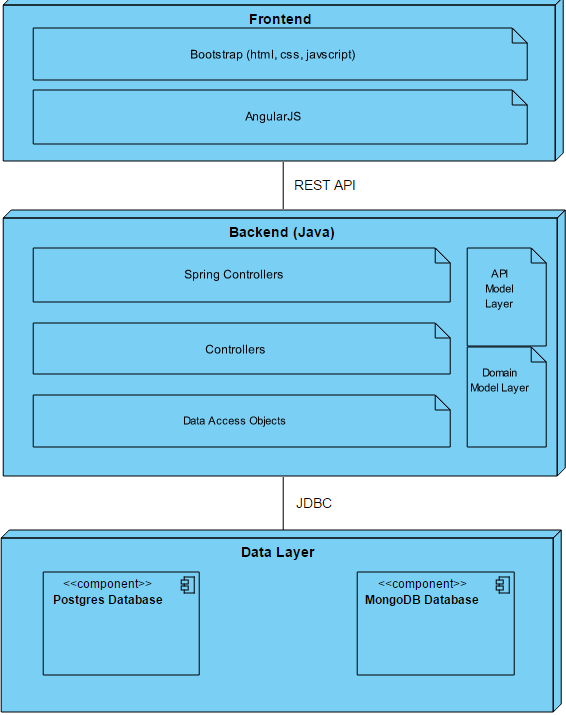 Frontend
Bootstrap (html, css, javscript)
AngularJS
REST API
Backend (Java)
Spring Controllers
API
Model
Layer
Controllers
Domain
Model Layer
Data Access Objects
JDBC
Data Layer
<<component>>
Postgres Database
<<component>>
MongoDB Database